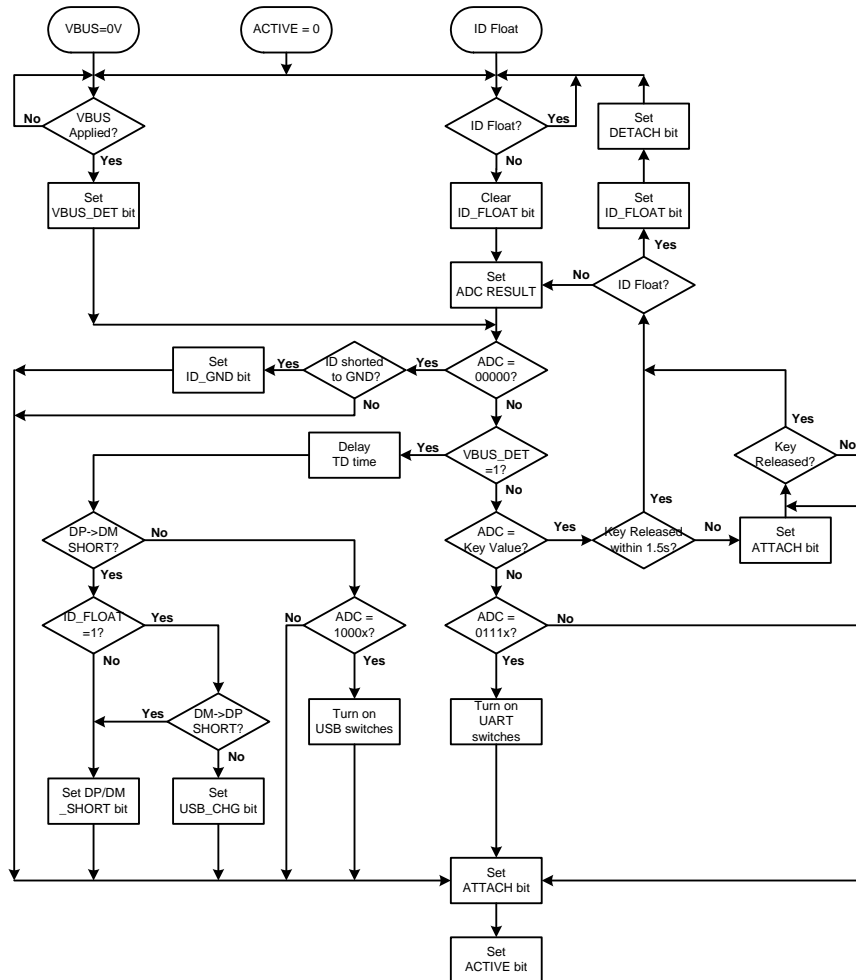 VBUS=0V
ACTIVE = 0
ID Float
No
VBUS
Applied?
Yes
ID Float?
Yes
No
Set
DETACH bit
Set
VBUS_DET bit
Clear
ID_FLOAT bit
Set
ID_FLOAT bit
Yes
Set
ADC RESULT
No
ID Float?
Set
ID_GND bit
Yes
ID shorted
to GND?
No
Yes
ADC =
00000?
No
Yes
Delay
TD time
Yes
VBUS_DET
=1?
No
Key
Released?
No
DP->DM
SHORT?
No
Yes
ADC =
Key Value?
Yes
No
Yes
Key Released
within 1.5s?
No
Set
ATTACH bit
ID_FLOAT
=1?
Yes
No
No
ADC =
1000x?
Yes
ADC =
0111x?
No
Yes
Yes
DM->DP
SHORT?
No
Turn on
USB switches
Turn on
UART
switches
Set DP/DM
_SHORT bit
Set
USB_CHG bit
Set
ATTACH bit
Set
ACTIVE bit